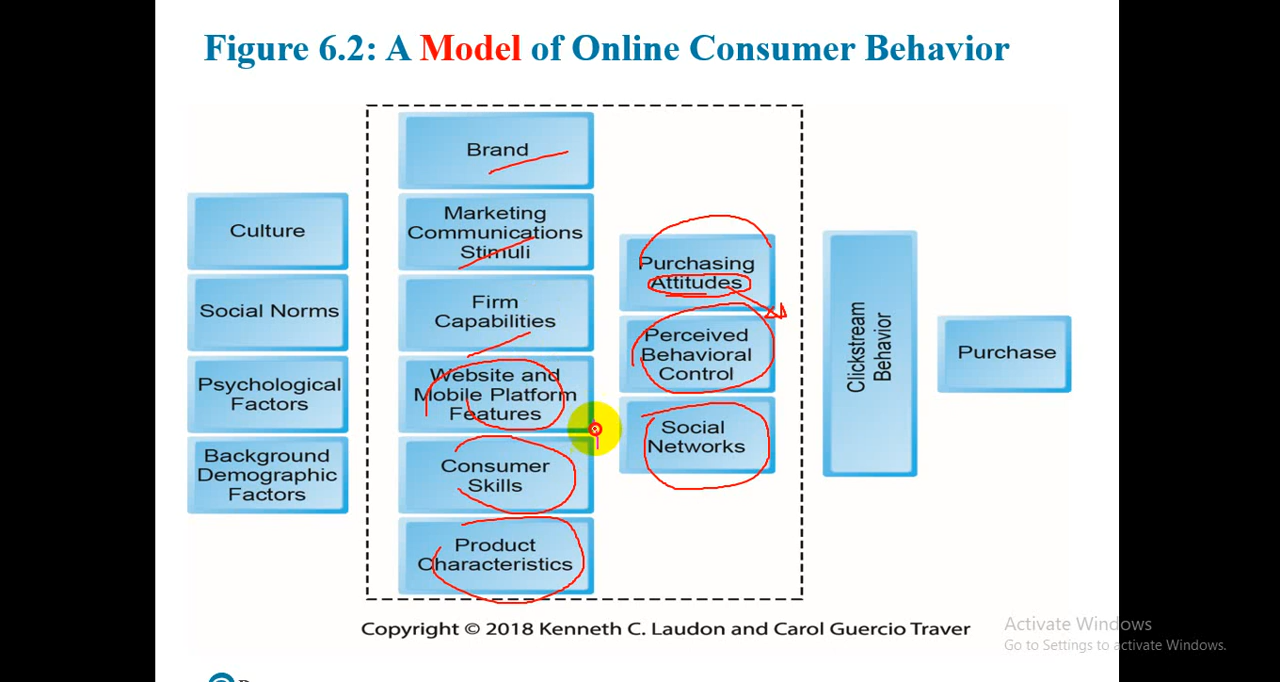 Figure 6.2: A Model of Online Consumer Behavior
Culture
Social Norms
Psychological
Factors
Background
Demographic
Factors
Brand
Marketing
Communications
Stimuli
Firm
Capabilities
Website and
Mobile Platform
Features
Consumer
Skills
Product
Characteristics
Purchasing
Attitudes
Perceived
Behavioral
Control
Social
Networks
Clickstream
Behavior
Purchase
Copyright © 2018 Kenneth C. Laudon and Carol Guercio Traver
Activate Windows
Go to Settings to activate Windows.